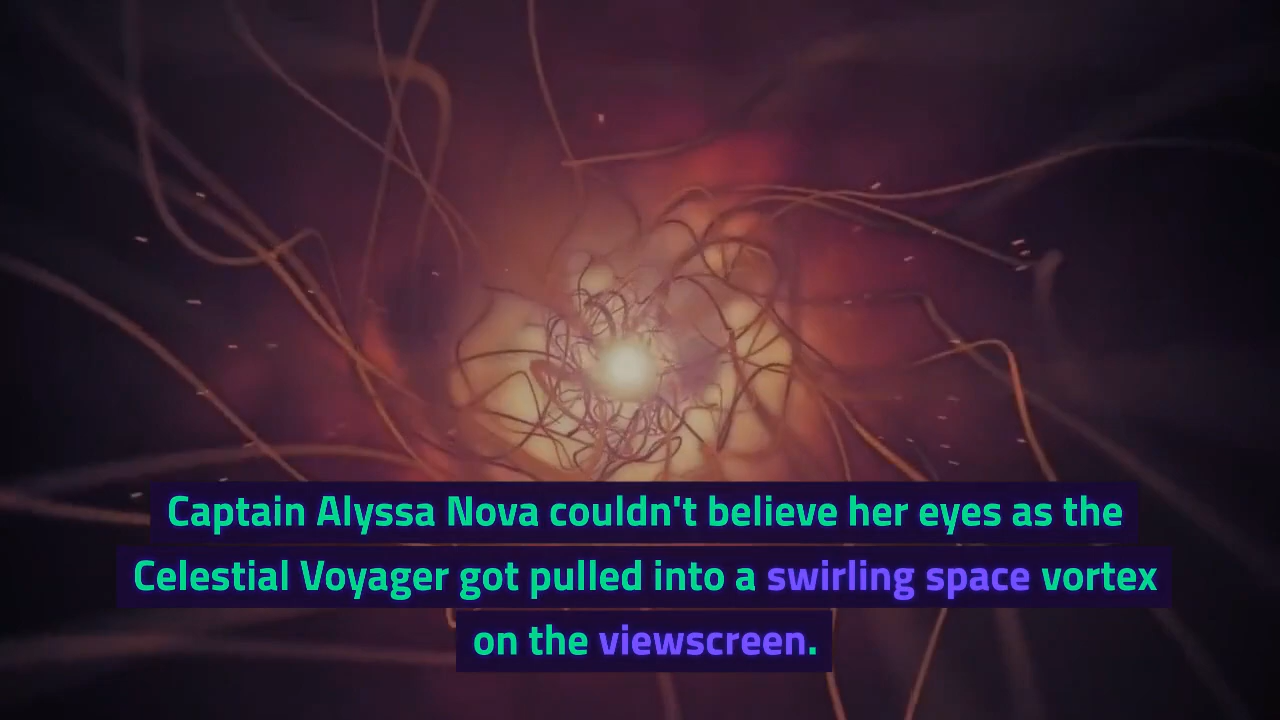 Captain Alyssa Nova couldn't believe her eyes as the
Celestial Voyager got pulled into a swirling space vortex
on the viewscreen.